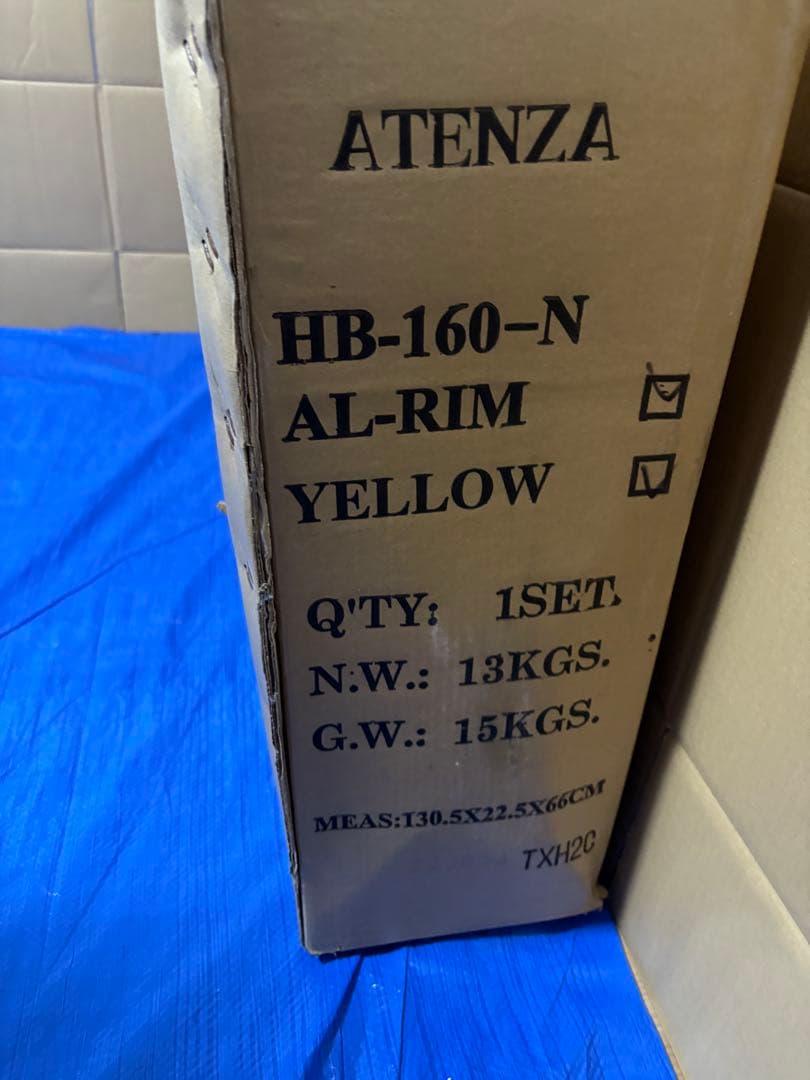 ATENZA
HB-160-N
AL-RIM
YELLOW
Q'TY: 1SET.
N.W.: 13KGS.
G.W.: 15KGS.
MEAS:130.5X22.5X66CM
TXH2C